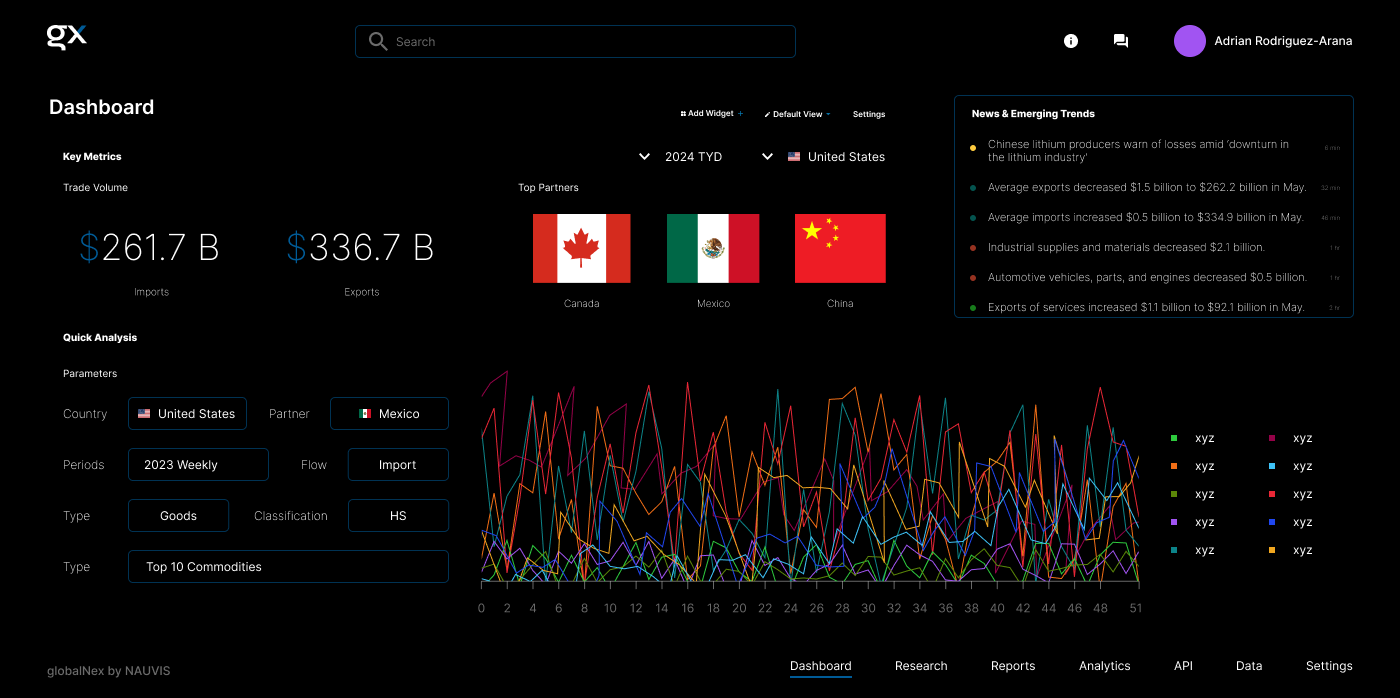 gx
Search
Adrian Rodriguez-Arana
Dashboard
Add Widget +
Default View
Settings
Key Metrics
2024 TYD
United States
Trade Volume
$261.7 B
Imports
$336.7 B
Exports
Top Partners
Canada
Mexico
China
News & Emerging Trends
Chinese lithium producers warn of losses amid 'downturn in
the lithium industry'
8 min
Average exports decreased $1.5 billion to $262.2 billion in May.
32 min
Average imports increased $0.5 billion to $334.9 billion in May.
46 min
Industrial supplies and materials decreased $2.1 billion.
1 hr
Automotive vehicles, parts, and engines decreased $0.5 billion.
1 hr
Exports of services increased $1.1 billion to $92.1 billion in May.
3 hr
Quick Analysis
Parameters
Country
United States
Partner
Mexico
Periods
2023 Weekly
Flow
Import
Type
Goods
Classification
HS
Type
Top 10 Commodities
0 2 4 6 8 10 12 14 16 18 20 22 24 26 28 30 32 34 36 38 40 42 44 46 48 51
xyz xyz
xyz xyz
xyz xyz
xyz xyz
xyz xyz
globalNex by NAUVIS
Dashboard
Research
Reports
Analytics
API
Data
Settings